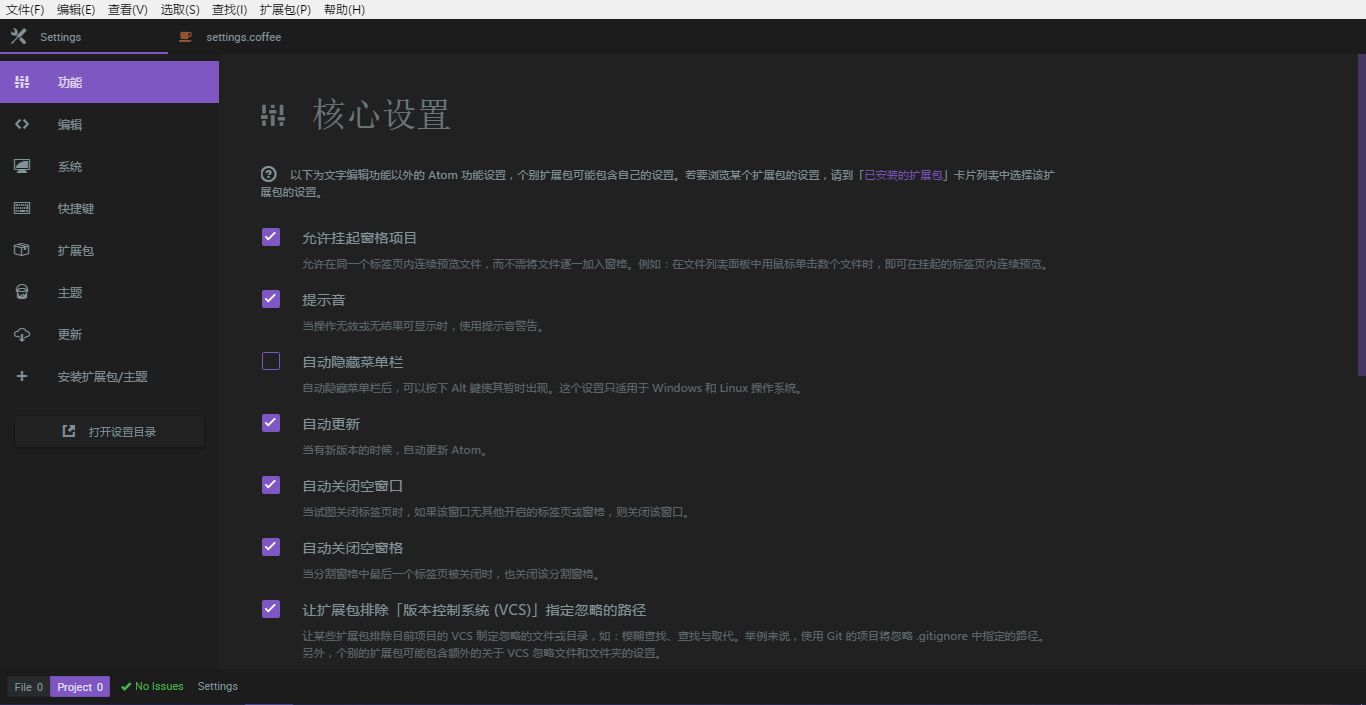 文件(F) 编辑(E) 查看(V) 选取(S) 查找(I) 扩展包(P) 帮助(H)
Settings settings.coffee
功能
编辑
系统
快捷键
扩展包
主题
更新
安装扩展包/主题
打开设置目录
核心设置
以下为文字编辑功能以外的 Atom 功能设置，个别扩展包可能包含自己的设置。若要浏览某个扩展包的设置，请到「已安装的扩展包」卡片列表中选择该扩
展包的设置。
允许挂起窗格项目
允许在同一个标签页内连续预览文件，而不需将文件逐一加入窗格。例如：在文件列表面板中用鼠标单击数个文件时，即可在挂起的标签页内连续预览。
提示音
当操作无效或无结果可显示时，使用提示音警告。
自动隐藏菜单栏
自动隐藏菜单栏后，可以按下 Alt 鍵使其暂时出现。这个设置只适用于 Windows 和 Linux 操作系统。
自动更新
当有新版本的时候，自动更新 Atom。
自动关闭空窗口
当试图关闭标签页时，如果该窗口无其他开启的标签页或窗格，则关闭该窗口。
自动关闭空窗格
当分割窗格中最后一个标签页被关闭时，也关闭该分割窗格。
让扩展包排除「版本控制系统 (VCS)」指定忽略的路径
让某些扩展包排除目前项目的 VCS 制定忽略的文件或目录，如：模糊查找、查找与取代。举例来说，使用 Git 的项目将忽略 .gitignore 中指定的路径。
另外，个别的扩展包可能包含额外的关于 VCS 忽略文件和文件夹的设置。
File 0 Project 0 No Issues Settings